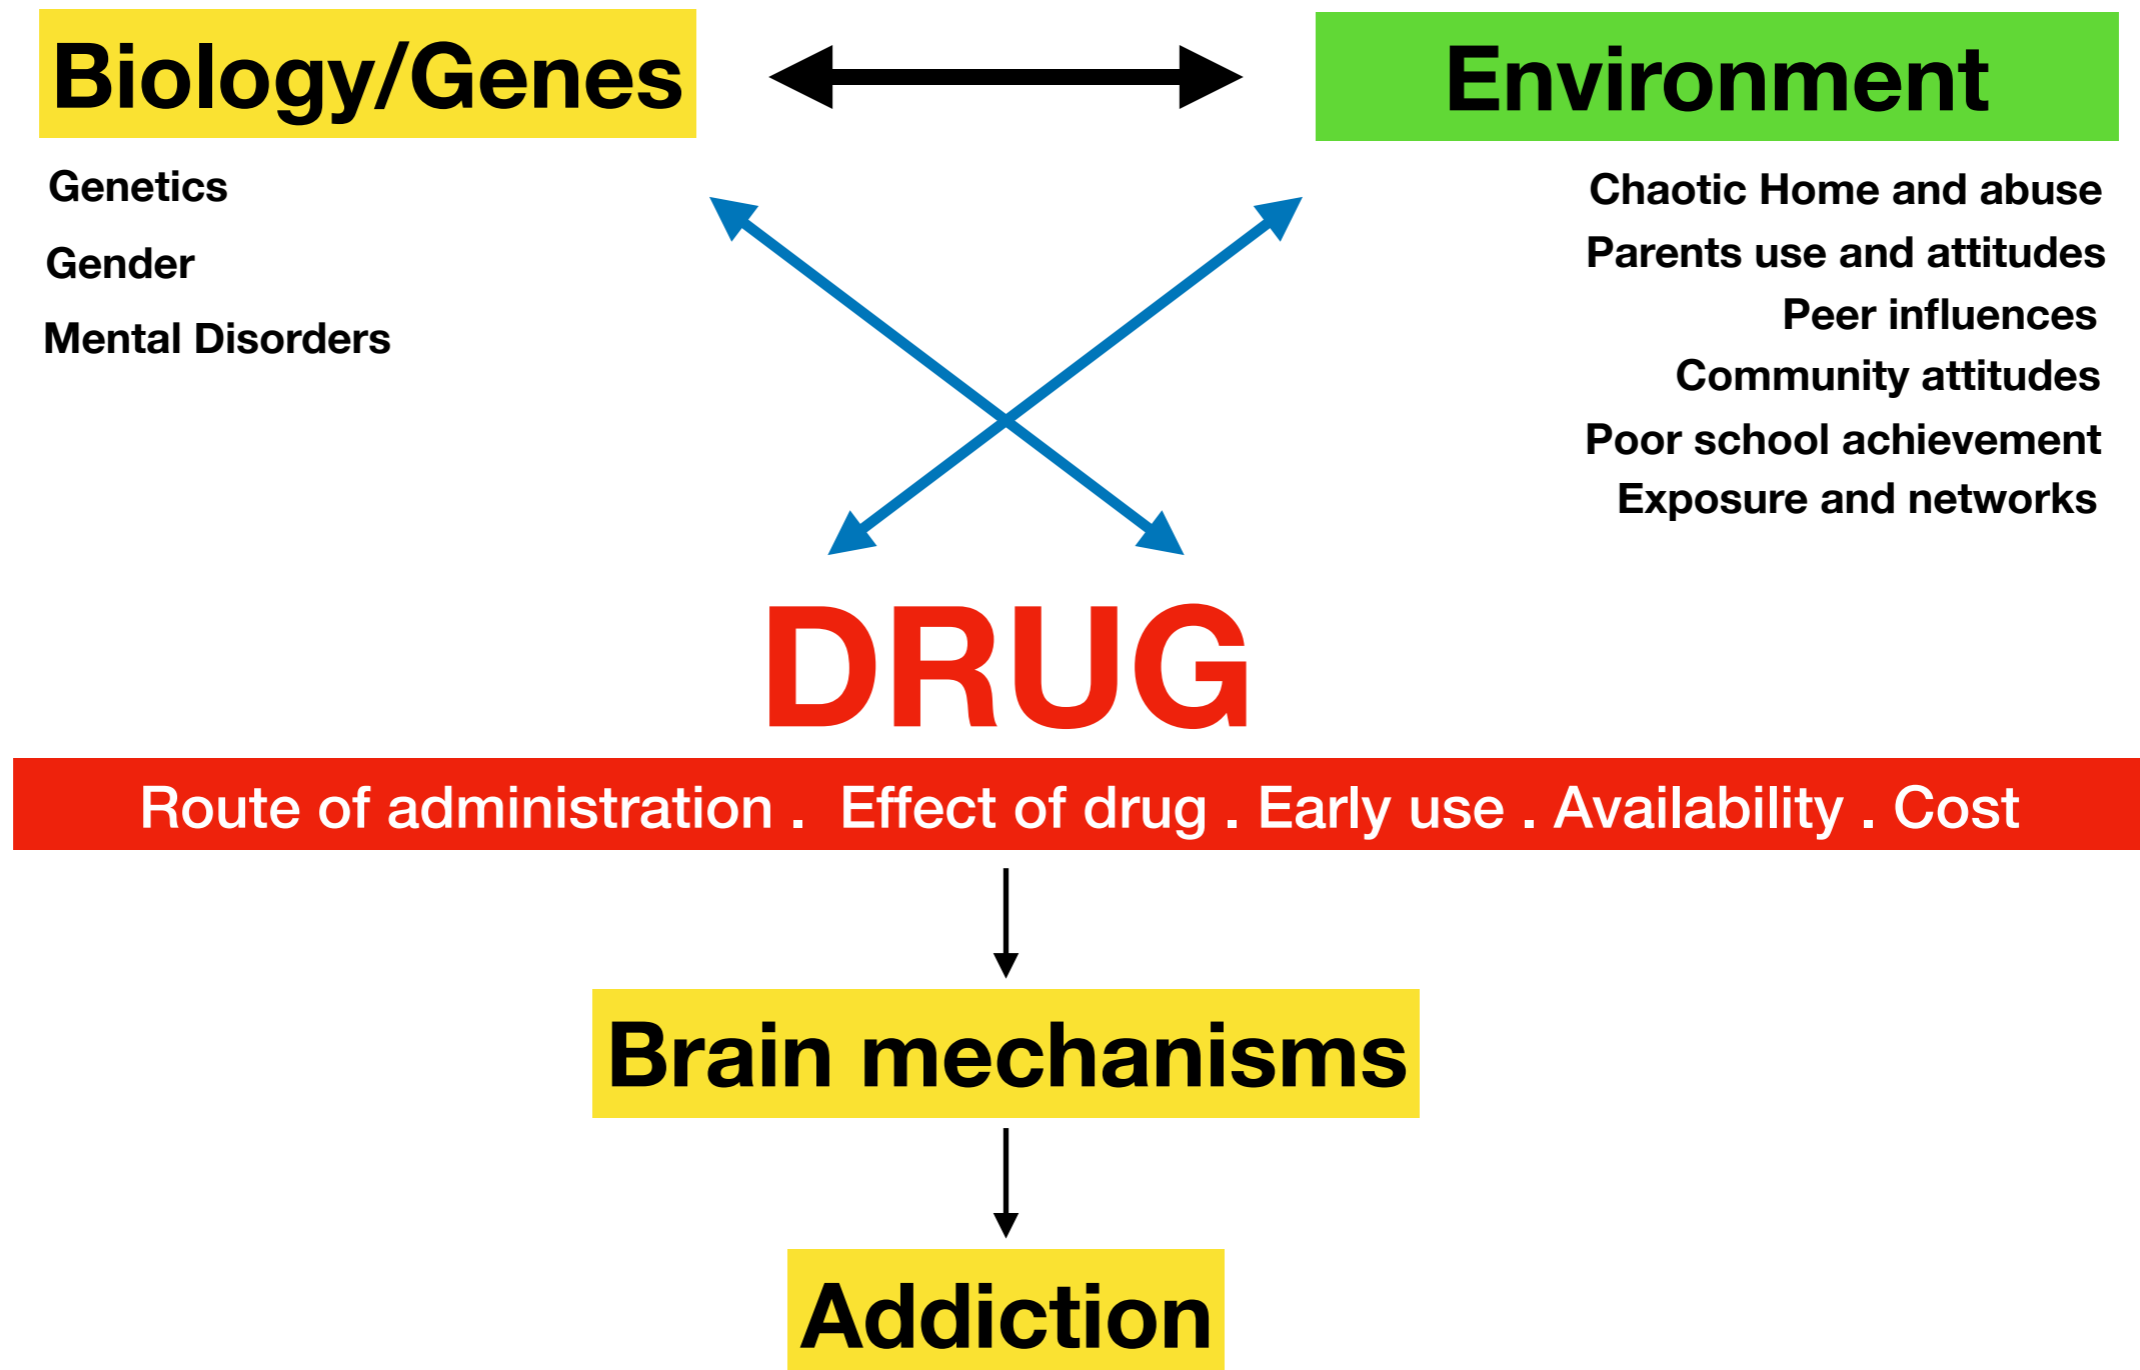 Biology/Genes
Environment
Genetics
Gender
Mental Disorders
Chaotic Home and abuse
Parents use and attitudes
Peer influences
Community attitudes
Poor school achievement
Exposure and networks
DRUG
Route of administration . Effect of drug . Early use . Availability . Cost
Brain mechanisms
Addiction